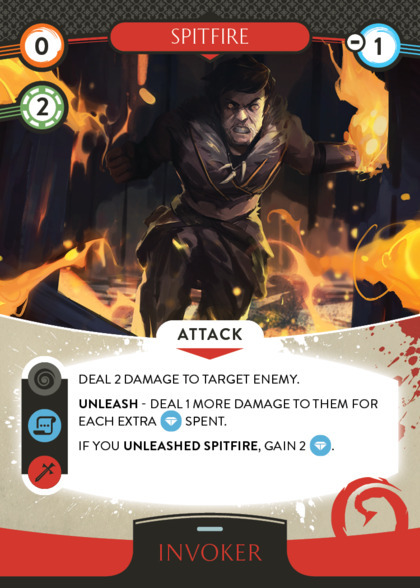 SPITFIRE
0
-1
2
ATTACK
DEAL 2 DAMAGE TO TARGET ENEMY.
UNLEASH - DEAL 1 MORE DAMAGE TO THEM FOR
EACH EXTRA SPENT.
IF YOU UNLEASHED SPITFIRE, GAIN 2 .
INVOKER